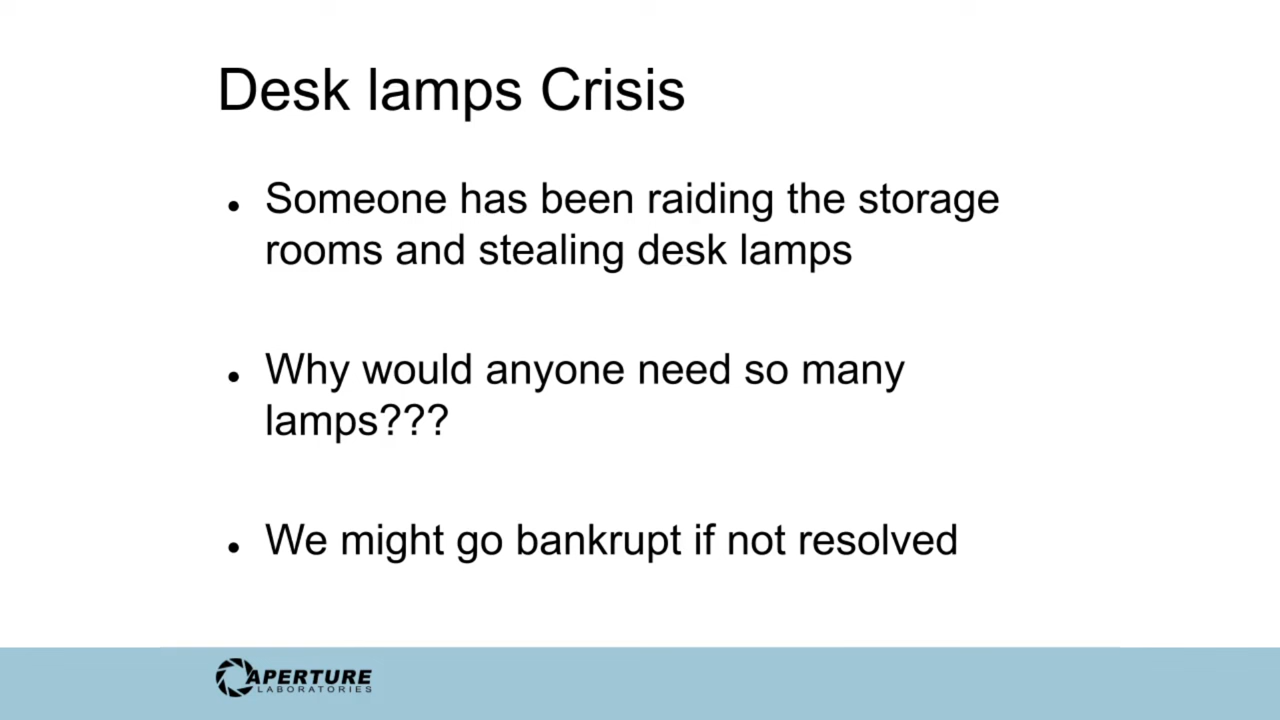 Desk lamps Crisis
Someone has been raiding the storage
rooms and stealing desk lamps
Why would anyone need so many
lamps???
We might go bankrupt if not resolved
APERTURE
LABORATORIES